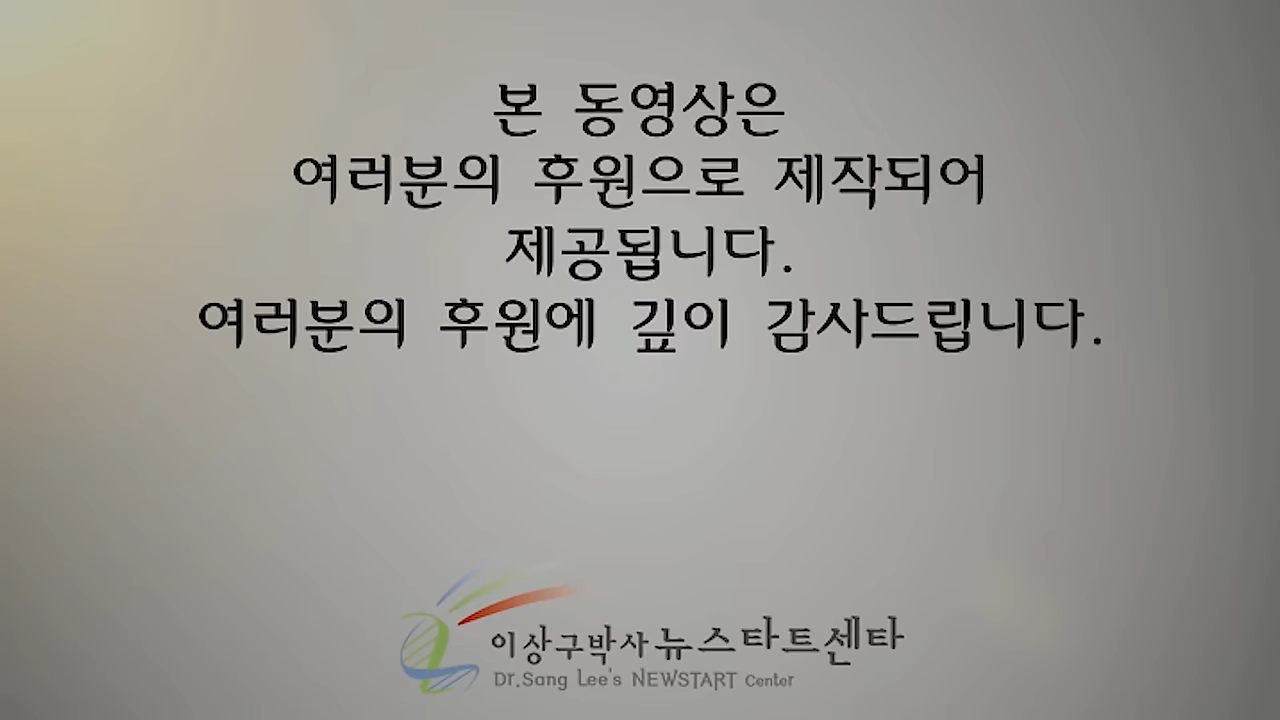 본 동영상은
여러분의 후원으로 제작되어
제공됩니다.
여러분의 후원에 깊이 감사드립니다.
이상구박사 뉴스타트센타
Dr.Sang Lee's NEWSTART Center